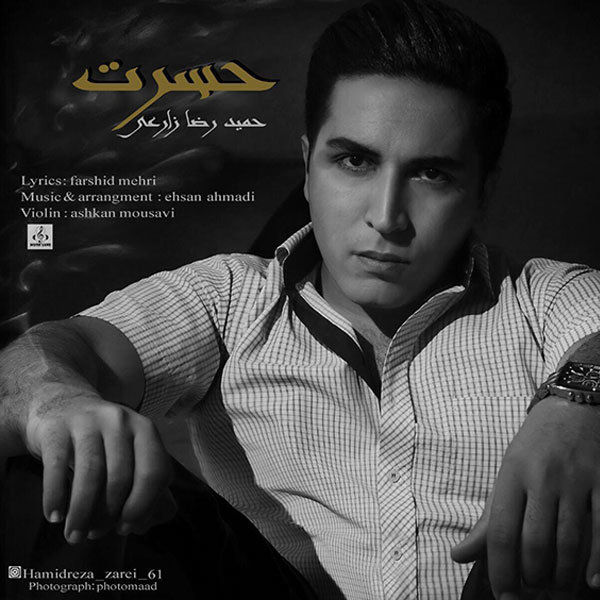 حسرت
حمید رضا زارعی
Lyrics: farshid mehri
Music & arrangment : ehsan ahmadi
Violin : ashkan mousavi
Hamidreza_zarei_61
Photograph: photomaad